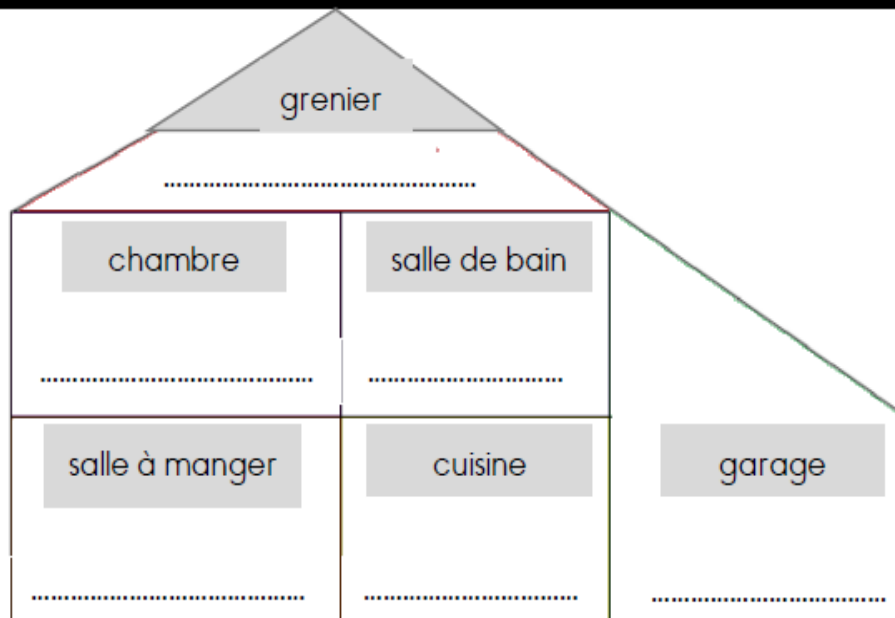 grenier
................................................
chambre
salle de bain
..........................................
..............................
salle à manger
cuisine
garage
..........................................
.................................
....................................